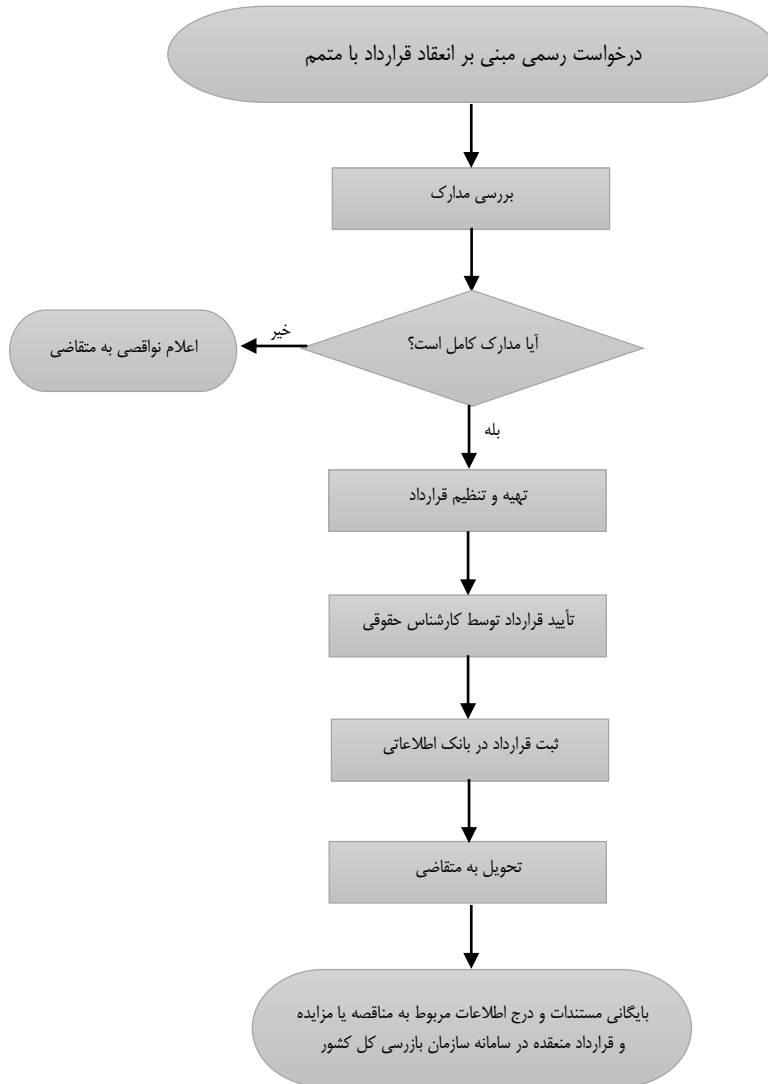 درخواست رسمی مبنی بر انعقاد قرارداد با متمم
بررسی مدارک
آیا مدارک کامل است؟
خیر
اعلام نواقصی به متقاضی
بله
تهیه و تنظیم قرارداد
تأیید قرارداد توسط کارشناس حقوقی
ثبت قرارداد در بانک اطلاعاتی
تحویل به متقاضی
بایگانی مستندات و درج اطلاعات مربوط به مناقصه یا مزایده
و قرارداد منعقده در سامانه سازمان بازرسی کل کشور